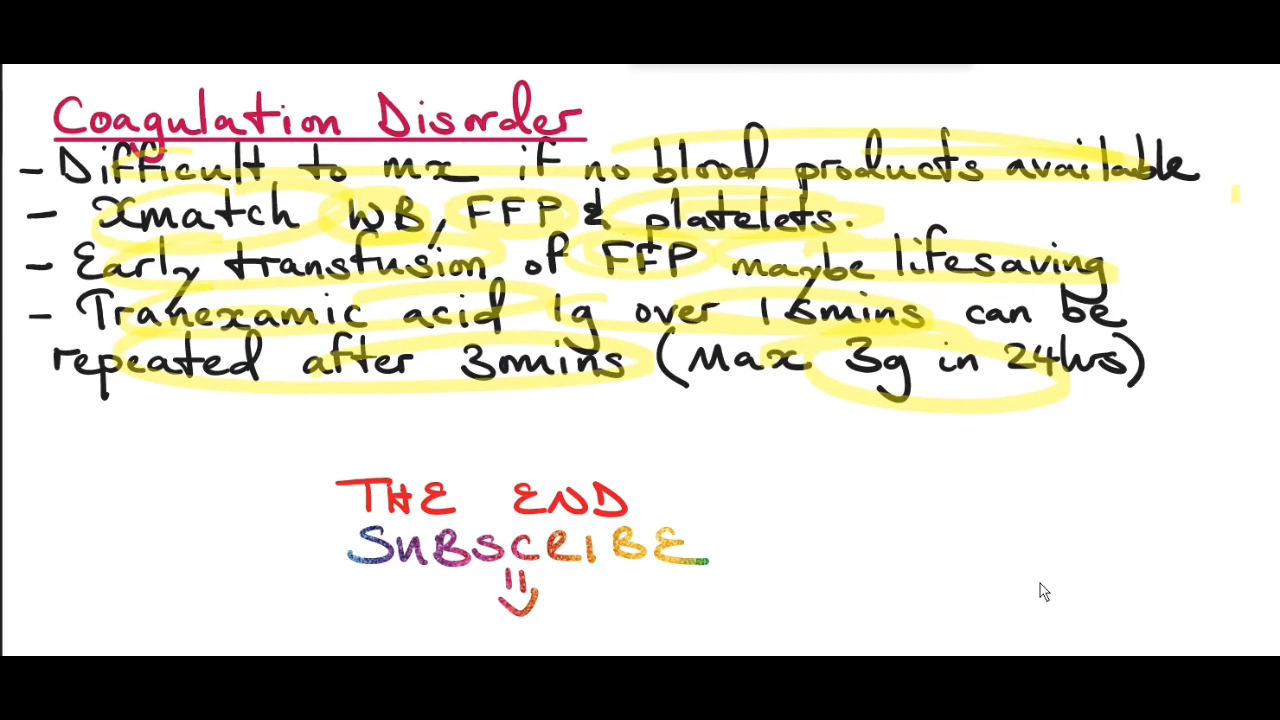 Coagulation Disorder
- Difficult to mx if no blood products available
- Xmatch WB, FFP & platelets.
- Early transfusion of FFP maybe lifesaving
- Tranexamic acid 1g over 15mins can be
repeated after 30mins (Max 3g in 24hrs)
THE END
SUBSCRIBE